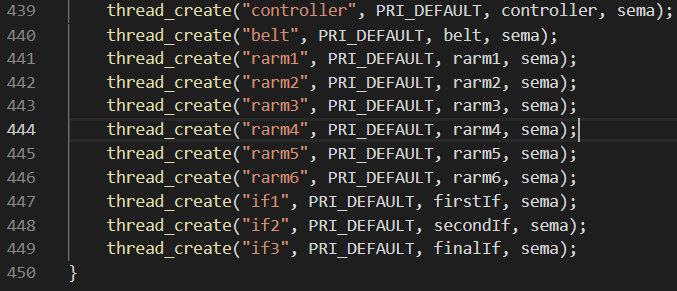 439 thread_create("controller", PRI_DEFAULT, controller, sema);
440 thread_create("belt", PRI_DEFAULT, belt, sema);
441 thread_create("rarm1", PRI_DEFAULT, rarm1, sema);
442 thread_create("rarm2", PRI_DEFAULT, rarm2, sema);
443 thread_create("rarm3", PRI_DEFAULT, rarm3, sema);
444 thread_create("rarm4", PRI_DEFAULT, rarm4, sema);
445 thread_create("rarm5", PRI_DEFAULT, rarm5, sema);
446 thread_create("rarm6", PRI_DEFAULT, rarm6, sema);
447 thread_create("if1", PRI_DEFAULT, firstIf, sema);
448 thread_create("if2", PRI_DEFAULT, secondIf, sema);
449 thread_create("if3", PRI_DEFAULT, finalIf, sema);
450 }